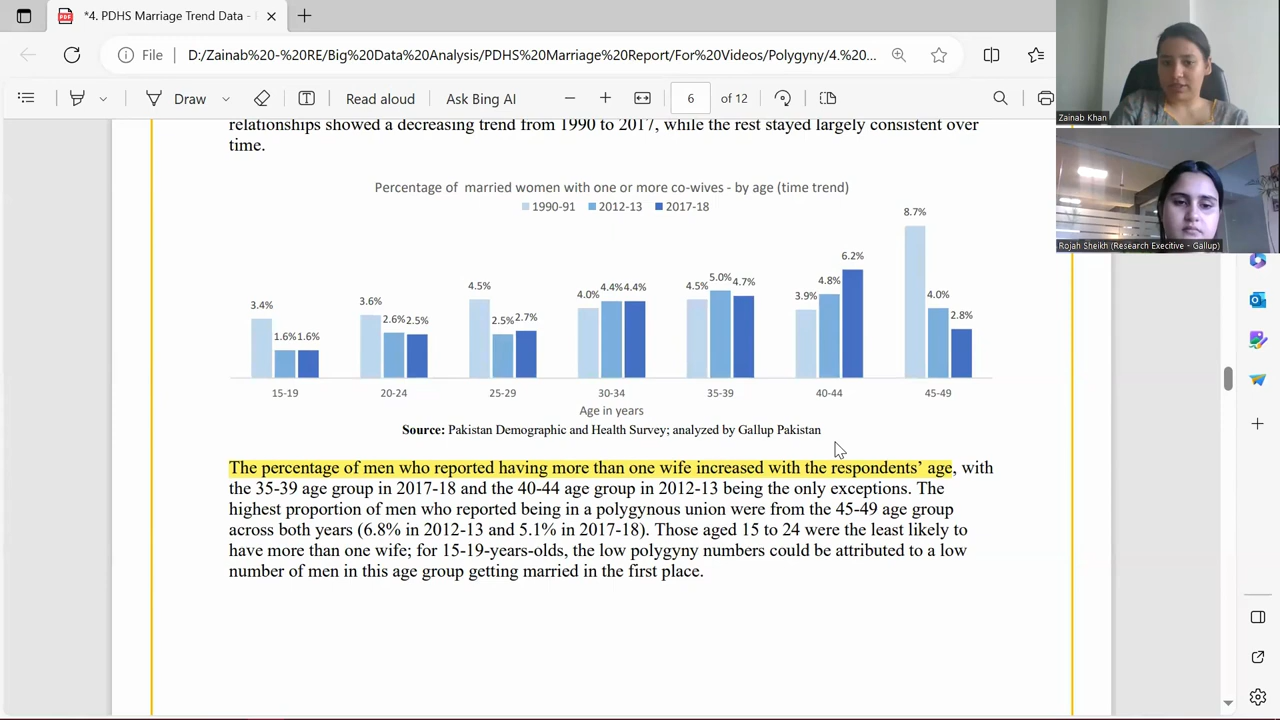 *4. PDHS Marriage Trend Data -
File
D:/Zainab%20-%20RE/Big%20Data%20Analysis/PDHS%20Marriage%20Report/For%20Videos/Polygyny/4.%20...
Draw
Read aloud
Ask Bing AI
6
of 12
Zainab Khan
Rojah Sheikh (Research Execitive - Gallup)
relationships showed a decreasing trend from 1990 to 2017, while the rest stayed largely consistent over
time.
Percentage of married women with one or more co-wives - by age (time trend)
1990-91 2012-13 2017-18
3.4% 1.6% 1.6%
3.6% 2.6% 2.5%
4.5% 2.5% 2.7%
4.0% 4.4% 4.4%
4.5% 5.0% 4.7%
3.9% 4.8% 6.2%
8.7% 4.0% 2.8%
15-19 20-24 25-29 30-34 35-39 40-44 45-49
Age in years
Source: Pakistan Demographic and Health Survey; analyzed by Gallup Pakistan
The percentage of men who reported having more than one wife increased with the respondents' age, with
the 35-39 age group in 2017-18 and the 40-44 age group in 2012-13 being the only exceptions. The
highest proportion of men who reported being in a polygynous union were from the 45-49 age group
across both years (6.8% in 2012-13 and 5.1% in 2017-18). Those aged 15 to 24 were the least likely to
have more than one wife; for 15-19-years-olds, the low polygyny numbers could be attributed to a low
number of men in this age group getting married in the first place.